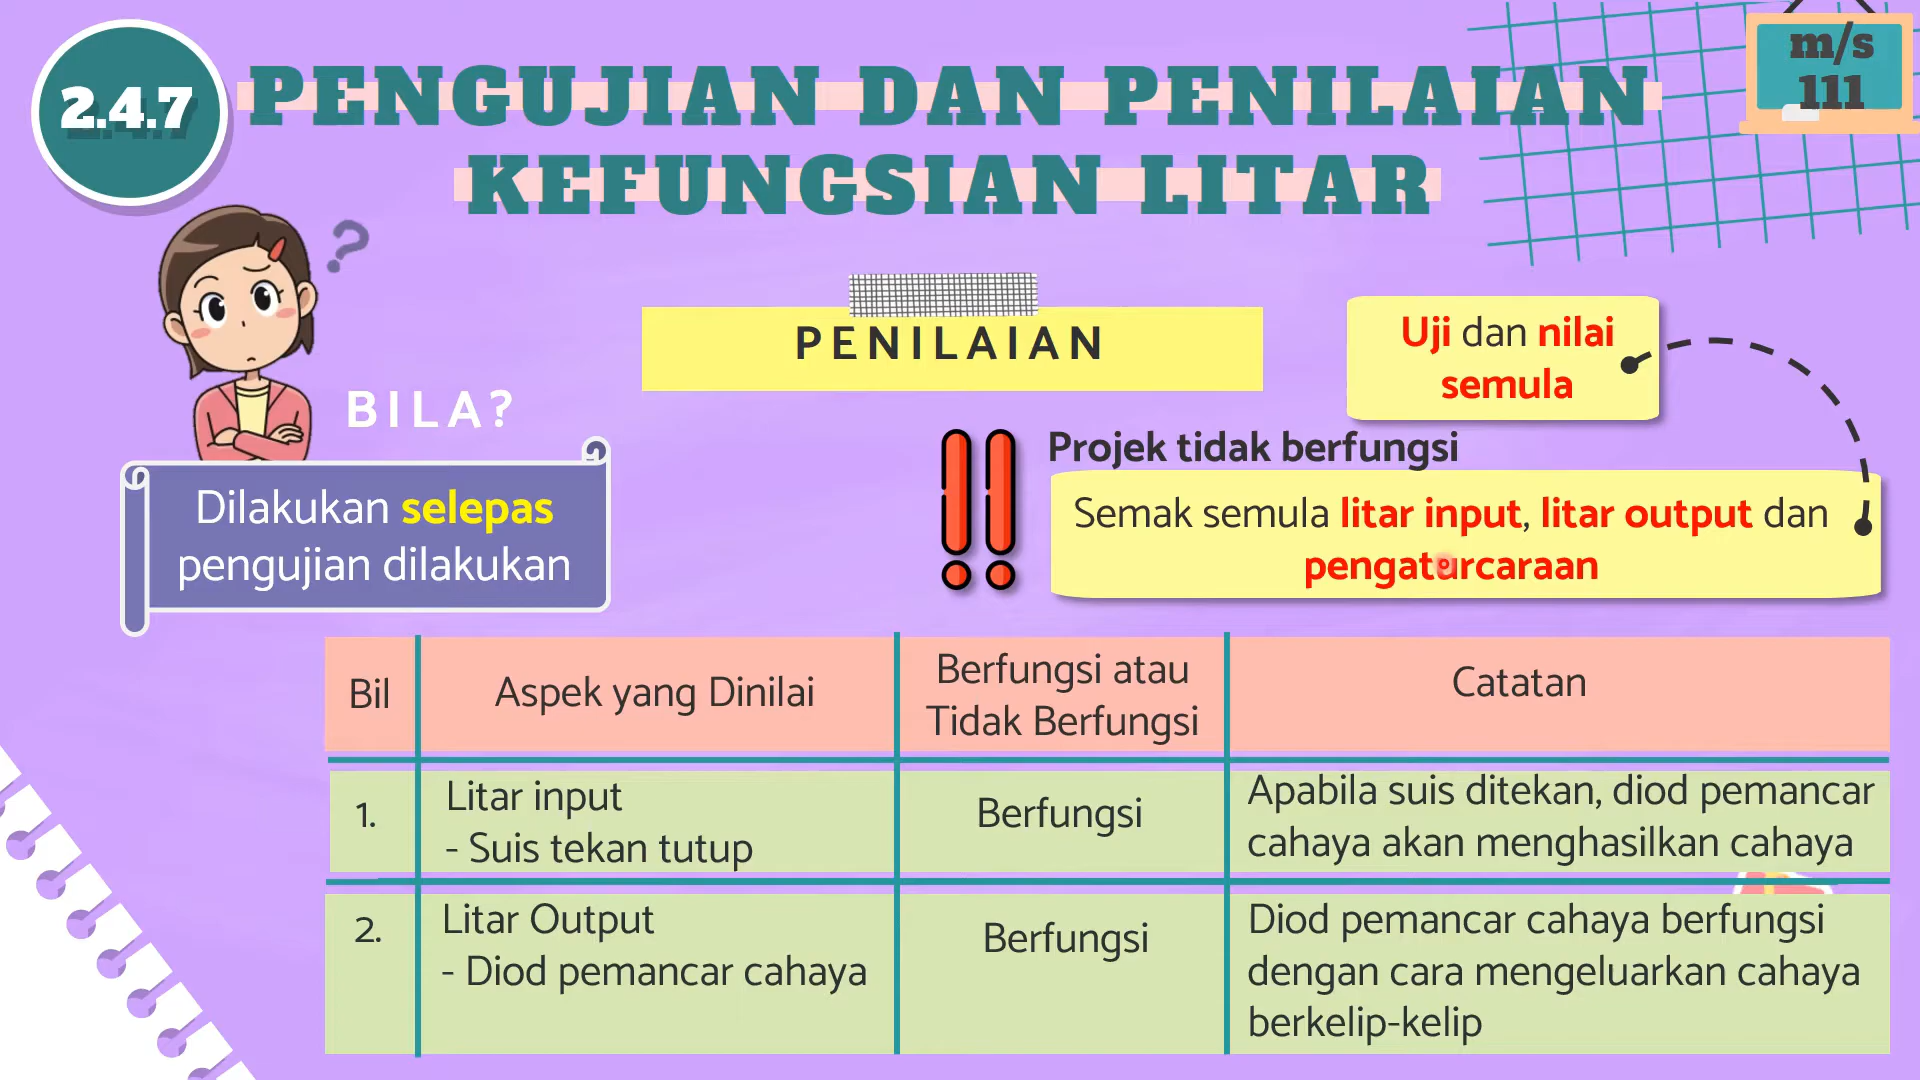 2.4.7
PENGUJIAN DAN PENILAIAN
KEFUNGSIAN LITAR
m/s
111
?
BILA?
Dilakukan selepas
pengujian dilakukan
PENILAIAN
Uji dan nilai
semula
Projek tidak berfungsi
Semak semula litar input, litar output dan
pengaturcaraan
Bil
Aspek yang Dinilai
Berfungsi atau
Tidak Berfungsi
Catatan
1.
Litar input
- Suis tekan tutup
Berfungsi
Apabila suis ditekan, diod pemancar
cahaya akan menghasilkan cahaya
2.
Litar Output
- Diod pemancar cahaya
Berfungsi
Diod pemancar cahaya berfungsi
dengan cara mengeluarkan cahaya
berkelip-kelip